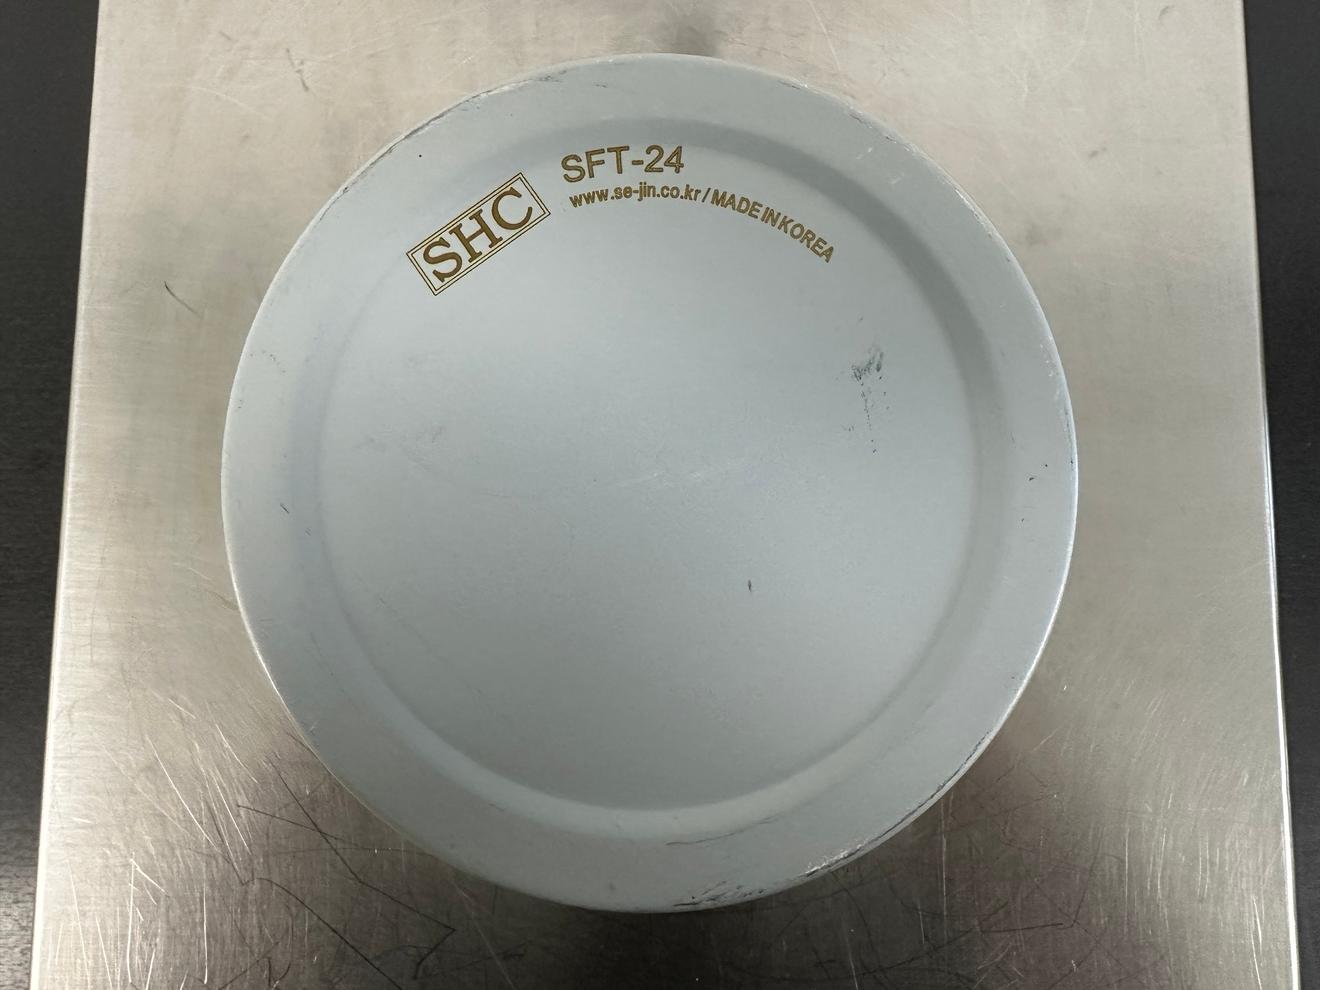 SHC
SFT-24
www.se-jin.co.kr / MADE IN KOREA